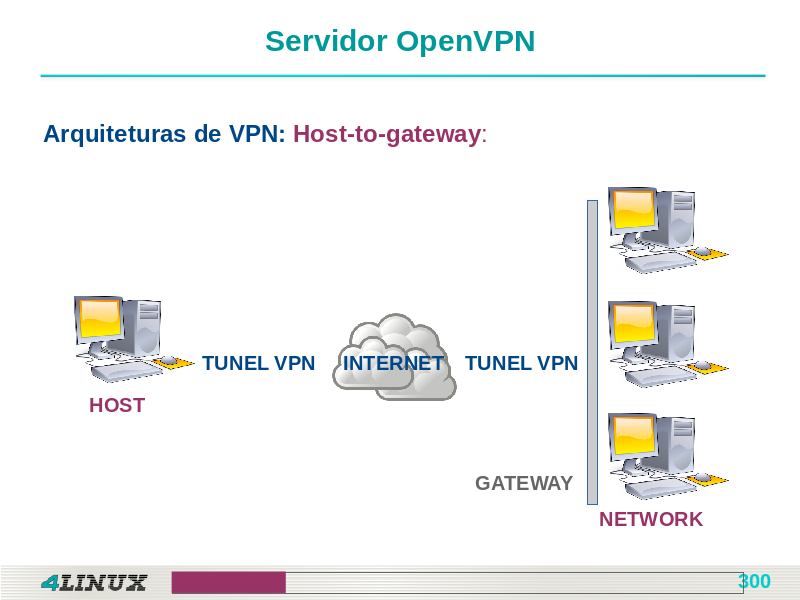 Servidor OpenVPN
Arquiteturas de VPN: Host-to-gateway:
TUNEL VPN
INTERNET
TUNEL VPN
HOST
GATEWAY
NETWORK
4LINUX
300